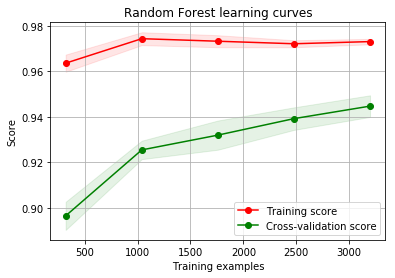 Random Forest learning curves
0.98
0.96
0.94
0.92
0.90
Score
Training score
Cross-validation score
500 1000 1500 2000 2500 3000
Training examples